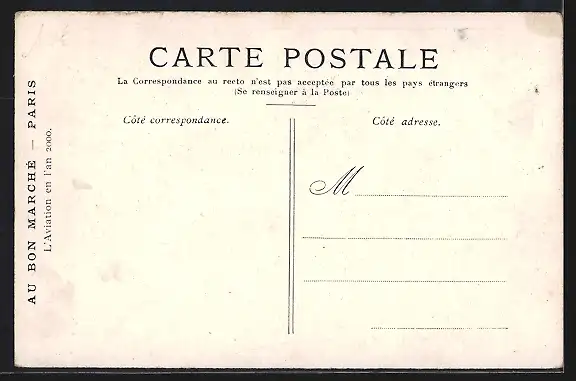 CARTE POSTALE
La Correspondance au recto n'est pas acceptée par tous les pays étrangers
(Se renseigner à la Poste)
Côté correspondance.
Côté adresse.
M
AU BON MARCHÉ — PARIS
L'Aviation en l'an 2000.